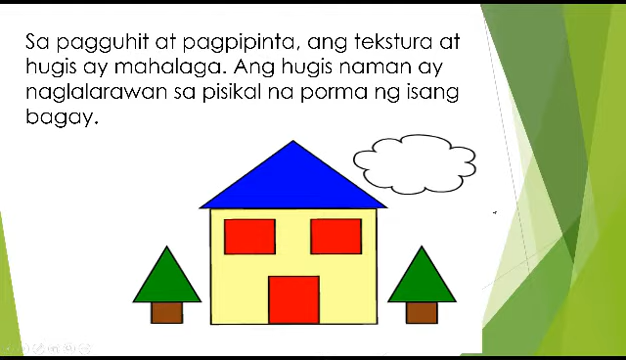 Sa pagguhit at pagpipinta, ang tekstura at
hugis ay mahalaga. Ang hugis naman ay
naglalarawan sa pisikal na porma ng isang
bagay.